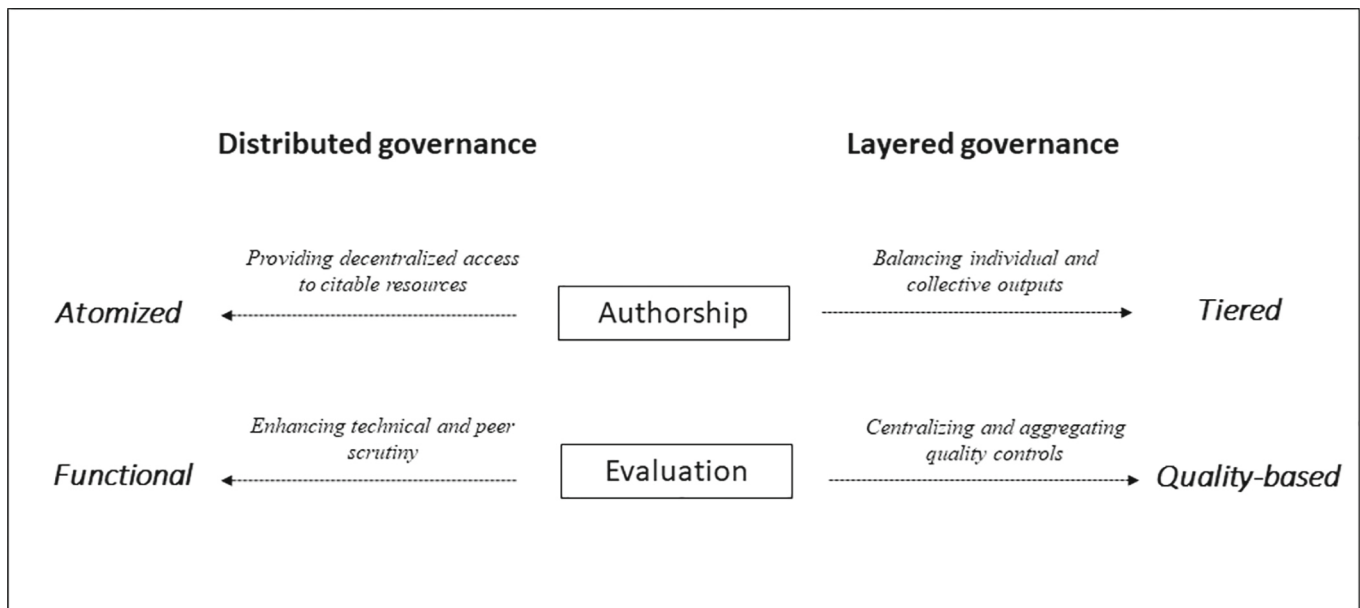 Distributed governance
Layered governance
Providing decentralized access
to citable resources
Balancing individual and
collective outputs
Atomized
Authorship
Tiered
Enhancing technical and peer
scrutiny
Centralizing and aggregating
quality controls
Functional
Evaluation
Quality-based